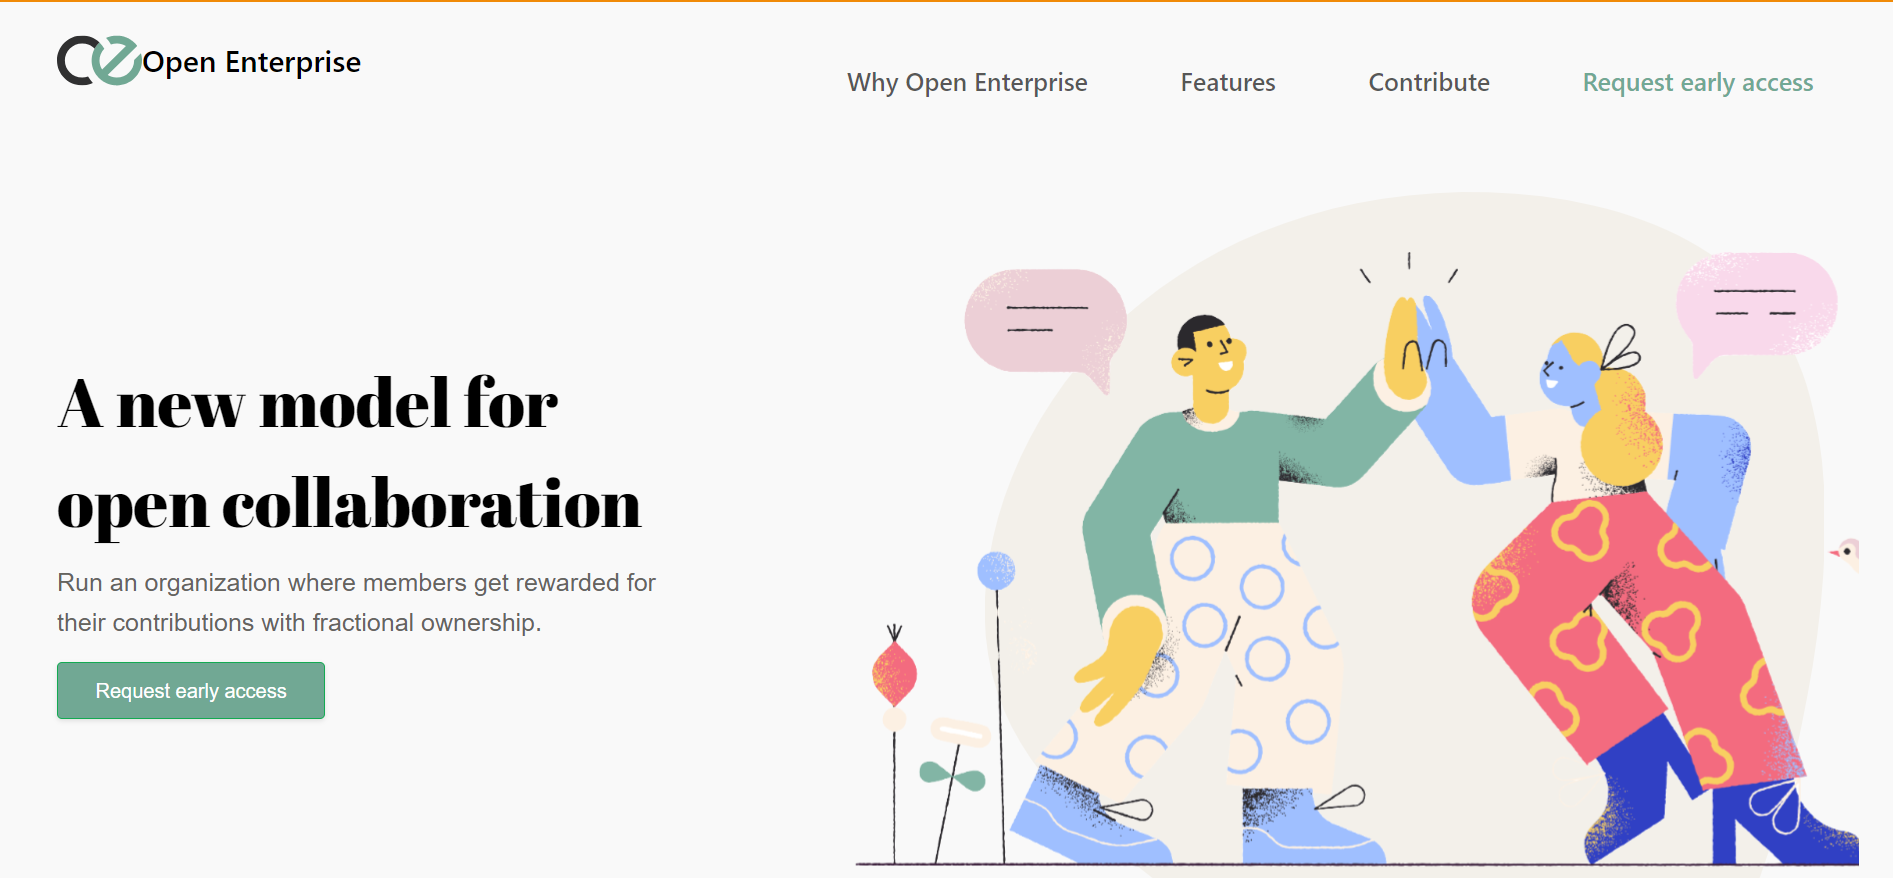 Open Enterprise
Why Open Enterprise
Features
Contribute
Request early access
A new model for
open collaboration
Run an organization where members get rewarded for
their contributions with fractional ownership.
Request early access